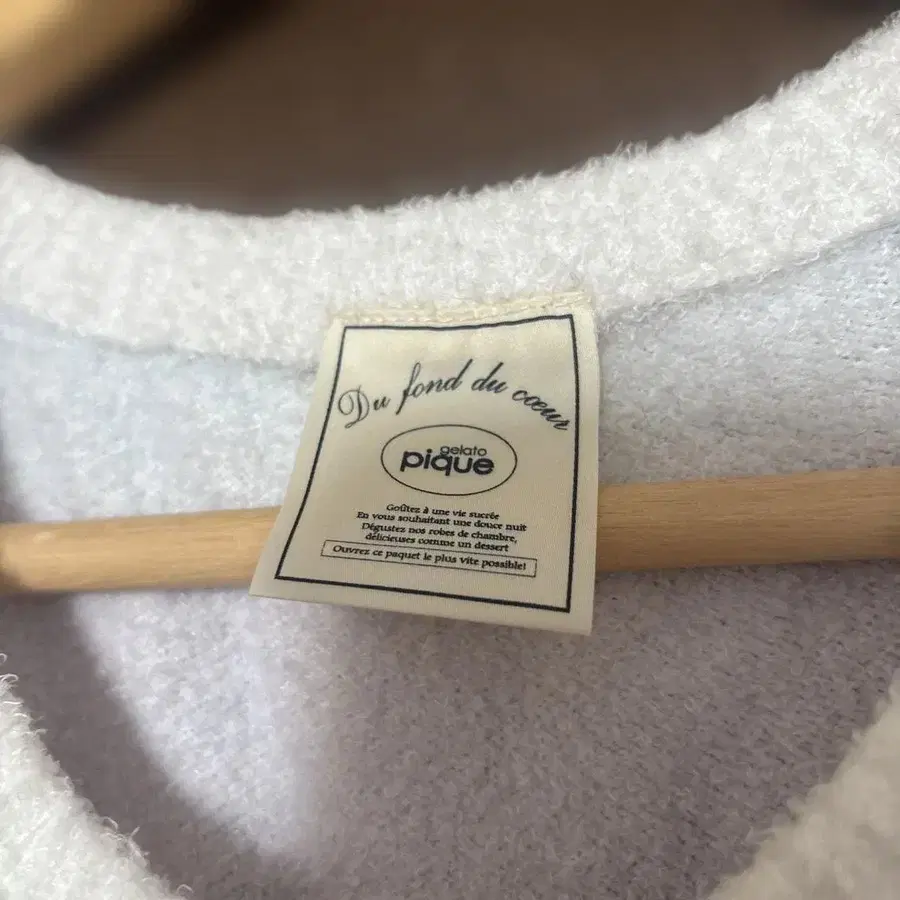 Du fond du cœur
gelato
pique
Goûtez à une vie sucrée
En vous souhaitant une douce nuit
Dégustez nos robes de chambre,
délicieuses comme un dessert
Ouvrez ce paquet le plus vite possible!